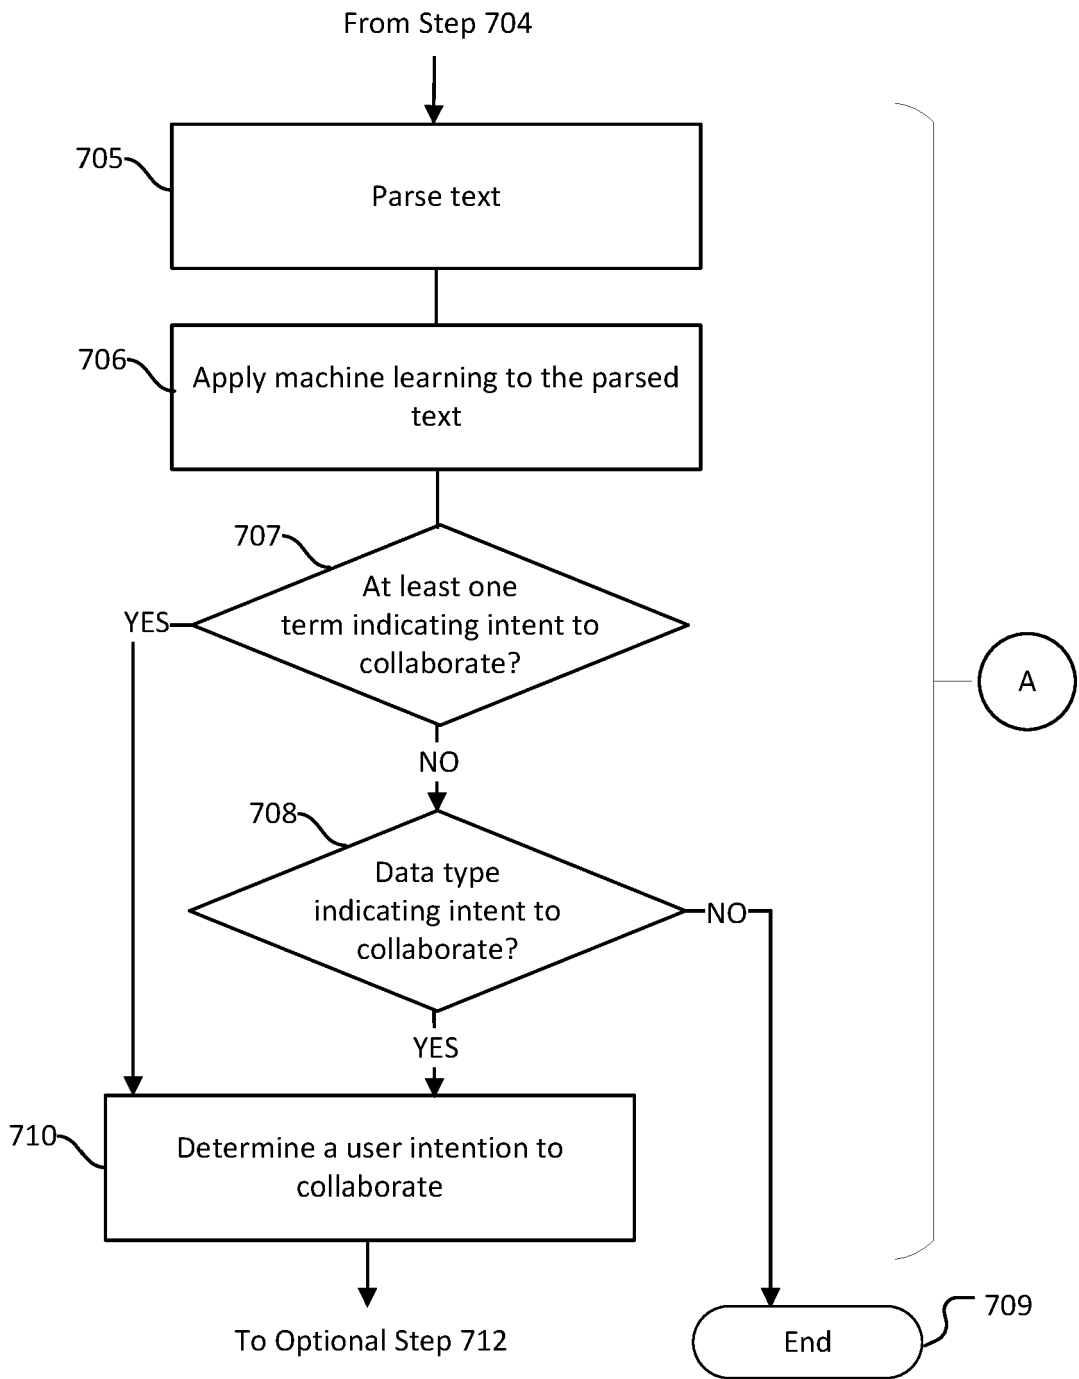 From Step 704
705
Parse text
706
Apply machine learning to the parsed
text
707
At least one
term indicating intent to
collaborate?
YES
A
NO
708
Data type
indicating intent to
collaborate?
NO
YES
710
Determine a user intention to
collaborate
709
To Optional Step 712
End